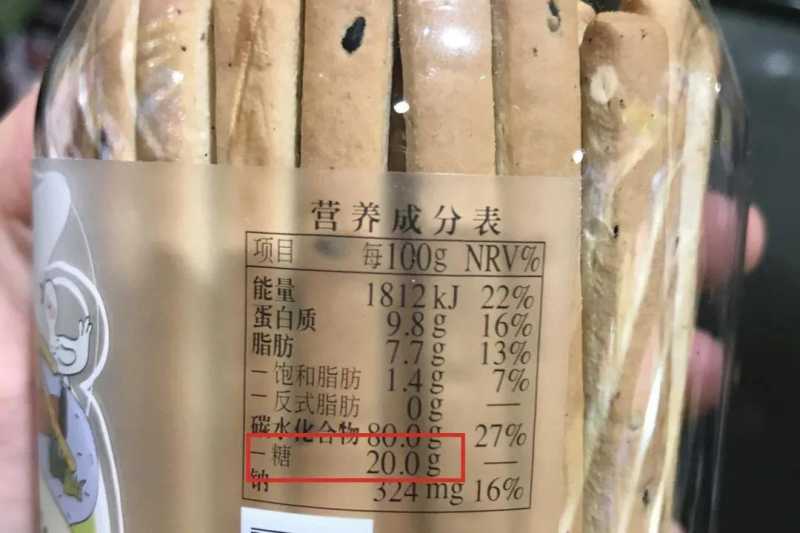 营养成分表
项目 每100g NRV%
能量 1812kJ 22%
蛋白质 9.8g 16%
脂肪 7.7g 13%
—饱和脂肪 1.4g 7%
—反式脂肪 0g —
碳水化合物 80.0g 27%
—糖 20.0g —
钠 324mg 16%